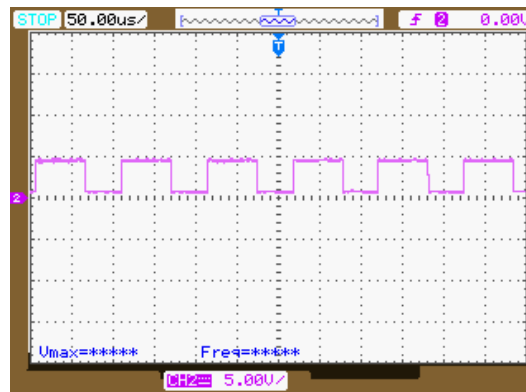 STOP 50.00us/ T 2 0.00V
T
2
Vmax=***** Freq=*****
CH2 5.00V/